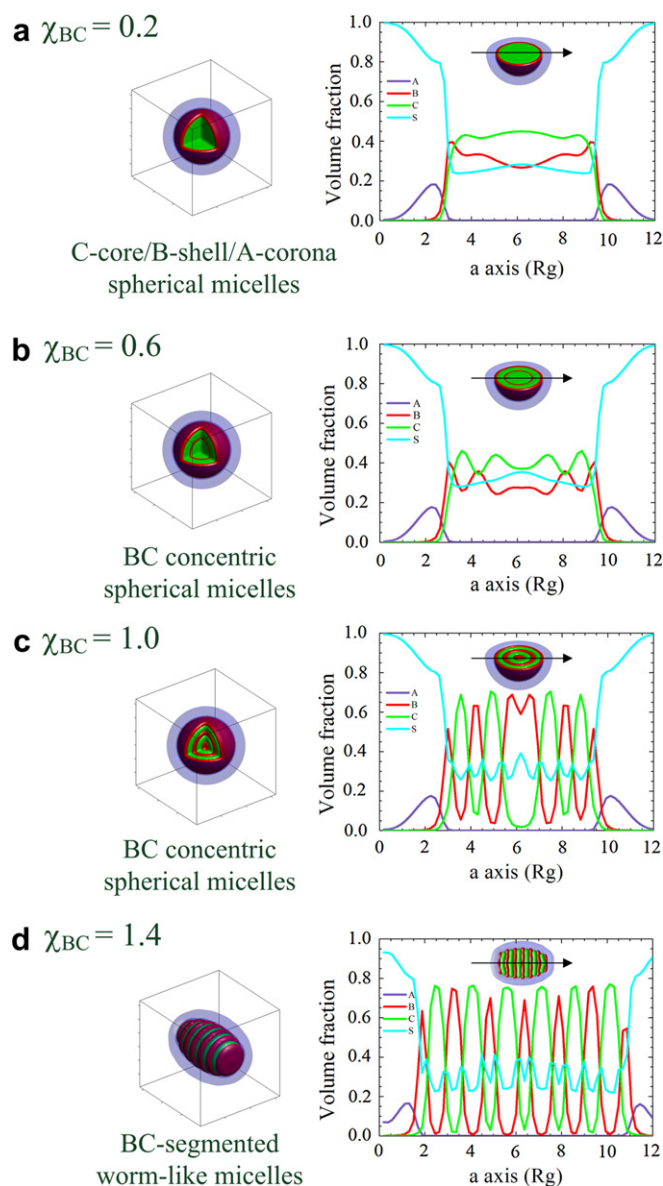 a χBC = 0.2
C-core/B-shell/A-corona
spherical micelles
Volume fraction
1.0
0.8
0.6
0.4
0.2
0.0
A
B
C
S
0 2 4 6 8 10 12
a axis (Rg)
b χBC = 0.6
BC concentric
spherical micelles
Volume fraction
1.0
0.8
0.6
0.4
0.2
0.0
A
B
C
S
0 2 4 6 8 10 12
a axis (Rg)
c χBC = 1.0
BC concentric
spherical micelles
Volume fraction
1.0
0.8
0.6
0.4
0.2
0.0
A
B
C
S
0 2 4 6 8 10 12
a axis (Rg)
d χBC = 1.4
BC-segmented
worm-like micelles
Volume fraction
1.0
0.8
0.6
0.4
0.2
0.0
A
B
C
S
0 2 4 6 8 10 12
a axis (Rg)